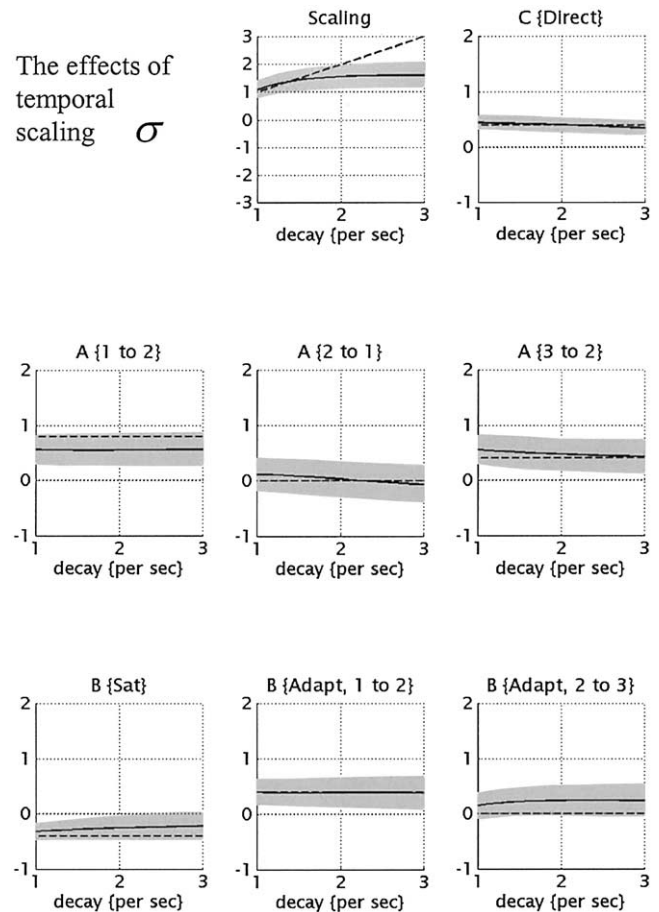 The effects of
temporal
scaling σ
Scaling
3
2
1
0
-1
-2
-3
1 2 3
decay {per sec}
C {Direct}
2
1
0
-1
1 2 3
decay {per sec}
A {1 to 2}
2
1
0
-1
1 2 3
decay {per sec}
A {2 to 1}
2
1
0
-1
1 2 3
decay {per sec}
A {3 to 2}
2
1
0
-1
1 2 3
decay {per sec}
B {Sat}
2
1
0
-1
1 2 3
decay {per sec}
B {Adapt, 1 to 2}
2
1
0
-1
1 2 3
decay {per sec}
B {Adapt, 2 to 3}
2
1
0
-1
1 2 3
decay {per sec}